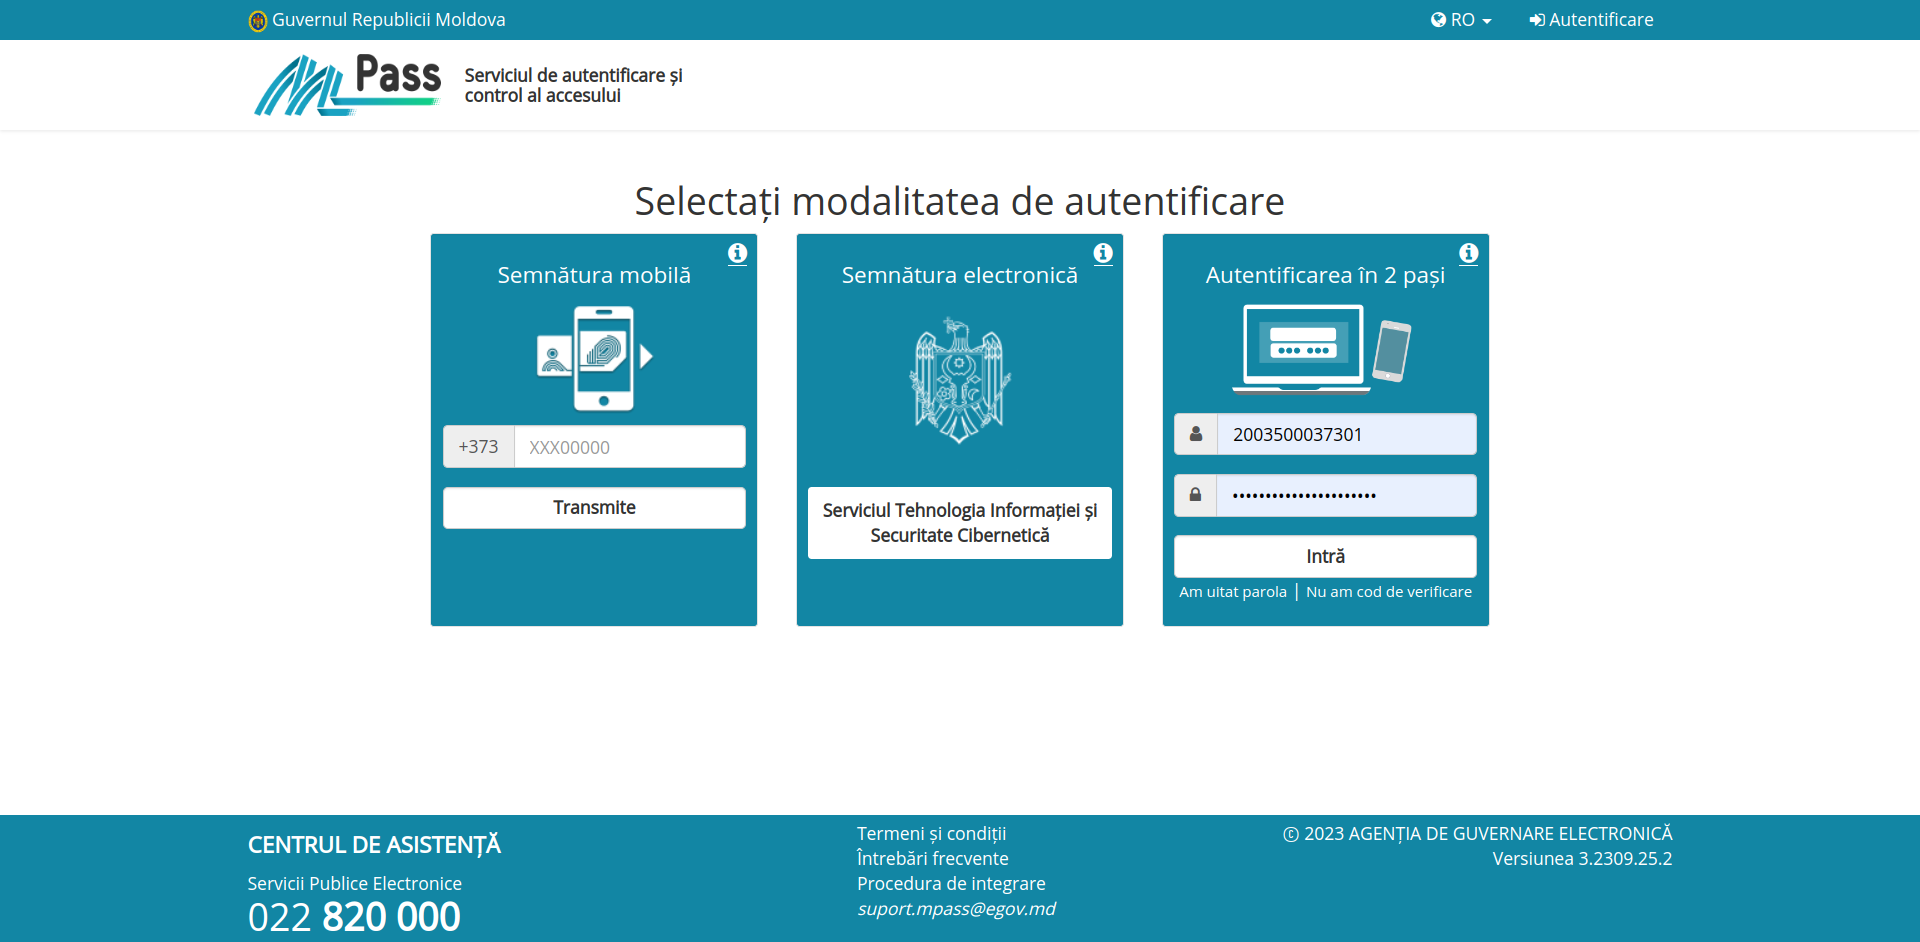 Guvernul Republicii Moldova
RO
Autentificare
Pass
Serviciul de autentificare și
control al accesului
Selectați modalitatea de autentificare
Semnătura mobilă
+373
XXX00000
Transmite
Semnătura electronică
Serviciul Tehnologia Informației și
Securitate Cibernetică
Autentificarea în 2 pași
2003500037301
••••••••••••••••••••••
Intră
Am uitat parola | Nu am cod de verificare
CENTRUL DE ASISTENȚĂ
Servicii Publice Electronice
022 820 000
Termeni și condiții
Întrebări frecvente
Procedura de integrare
suport.mpass@egov.md
© 2023 AGENȚIA DE GUVERNARE ELECTRONICĂ
Versiunea 3.2309.25.2